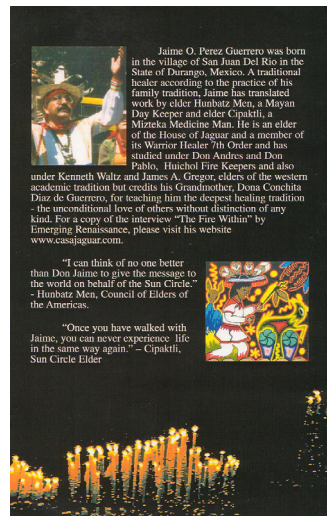 Jaime O. Perez Guerrero was born
in the village of San Juan Del Rio in the
State of Durango, Mexico. A traditional
healer according to the practice of his
family tradition, Jaime has translated
work by elder Hunbatz Men, a Mayan
Day Keeper and elder Cipaktli, a
Mizteka Medicine Man. He is an elder
of the House of Jaguar and a member of
its Warrior Healer 7th Order and has
studied under Don Andres and Don
Pablo, Huichol Fire Keepers and also
under Kenneth Waltz and James A. Gregor, elders of the western
academic tradition but credits his Grandmother, Dona Conchita
Diaz de Guerrero, for teaching him the deepest healing tradition
- the unconditional love of others without distinction of any
kind. For a copy of the interview “The Fire Within” by
Emerging Renaissance, please visit his website
www.casajaguar.com.
“I can think of no one better
than Don Jaime to give the message to
the world on behalf of the Sun Circle.”
- Hunbatz Men, Council of Elders of
the Americas.
“Once you have walked with
Jaime, you can never experience life
in the same way again.” – Cipaktli,
Sun Circle Elder